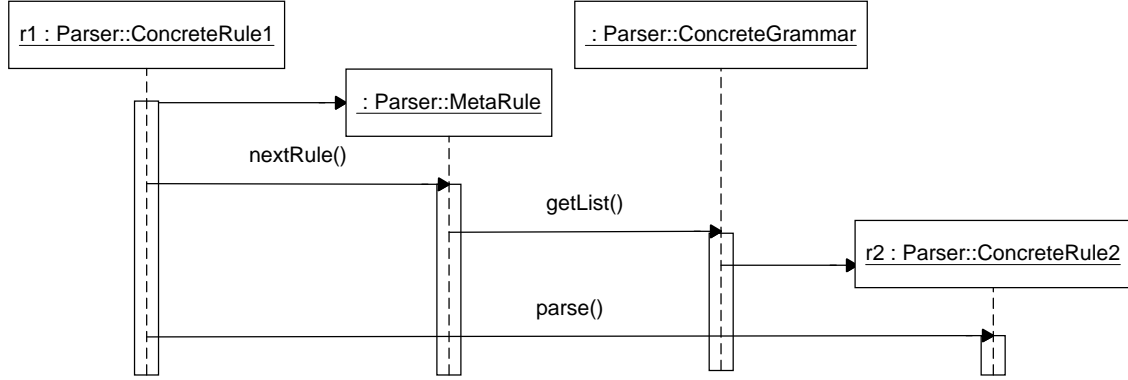 r1 : Parser::ConcreteRule1
: Parser::ConcreteGrammar
: Parser::MetaRule
nextRule()
getList()
r2 : Parser::ConcreteRule2
parse()